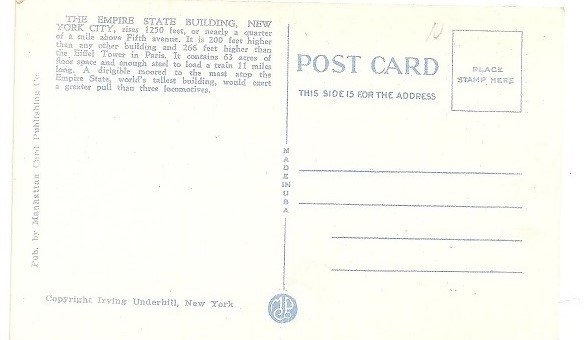 THE EMPIRE STATE BUILDING, NEW
YORK CITY, rises 1250 feet, or nearly a quarter
of a mile above Fifth avenue. It is 200 feet higher
than any other building and 266 feet higher than
the Eiffel Tower in Paris. It contains 63 acres of
floor space and enough steel to load a train 11 miles
long. A dirigible moored to the mast atop the
Empire State, world's tallest building, would exert
a greater pull than three locomotives.
Pub. by Manhattan Card Publishing Co.
Copyright Irving Underhill, New York
MADE IN USA
POST CARD
THIS SIDE IS FOR THE ADDRESS
PLACE
STAMP HERE